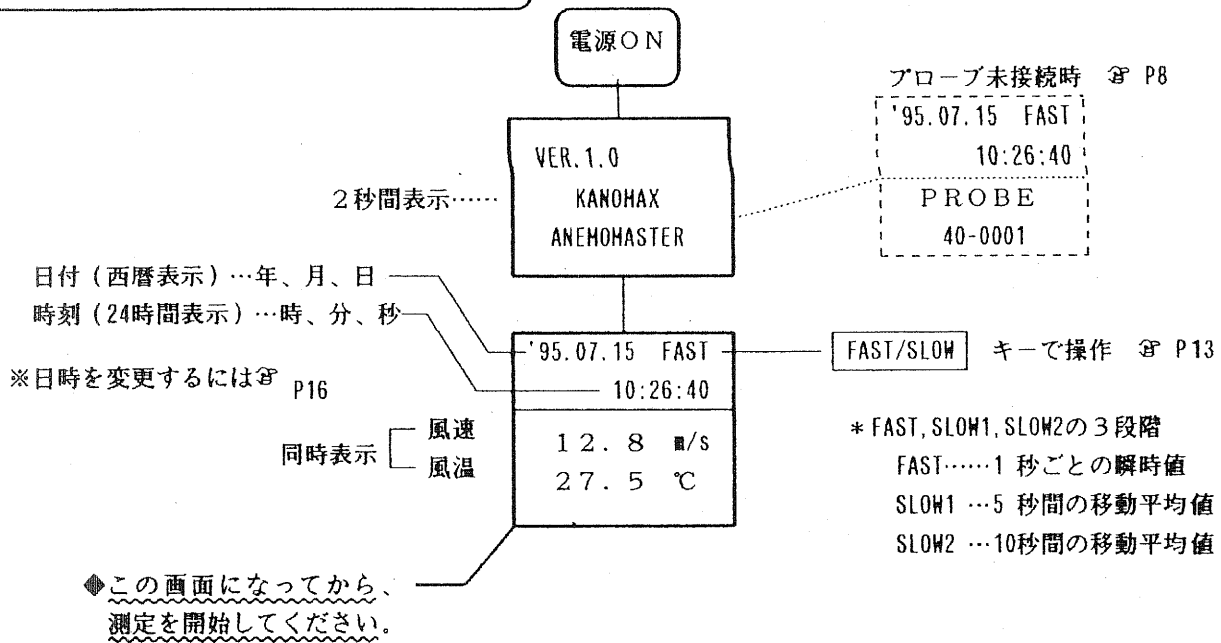 電源ON
プローブ未接続時 ☞ P8
'95.07.15 FAST
10:26:40
PROBE
40-0001
VER.1.0
KANOMAX
ANEMOMASTER
2秒間表示……
日付(西暦表示)…年、月、日
時刻(24時間表示)…時、分、秒
※日時を変更するには☞ P16
'95.07.15 FAST
10:26:40
FAST/SLOW キーで操作 ☞ P13
同時表示
風速
風温
12.8 m/s
27.5 ℃
*FAST,SLOW1,SLOW2の3段階
FAST……1 秒ごとの瞬時値
SLOW1 …5 秒間の移動平均値
SLOW2 …10秒間の移動平均値
◆この画面になってから、
測定を開始してください。